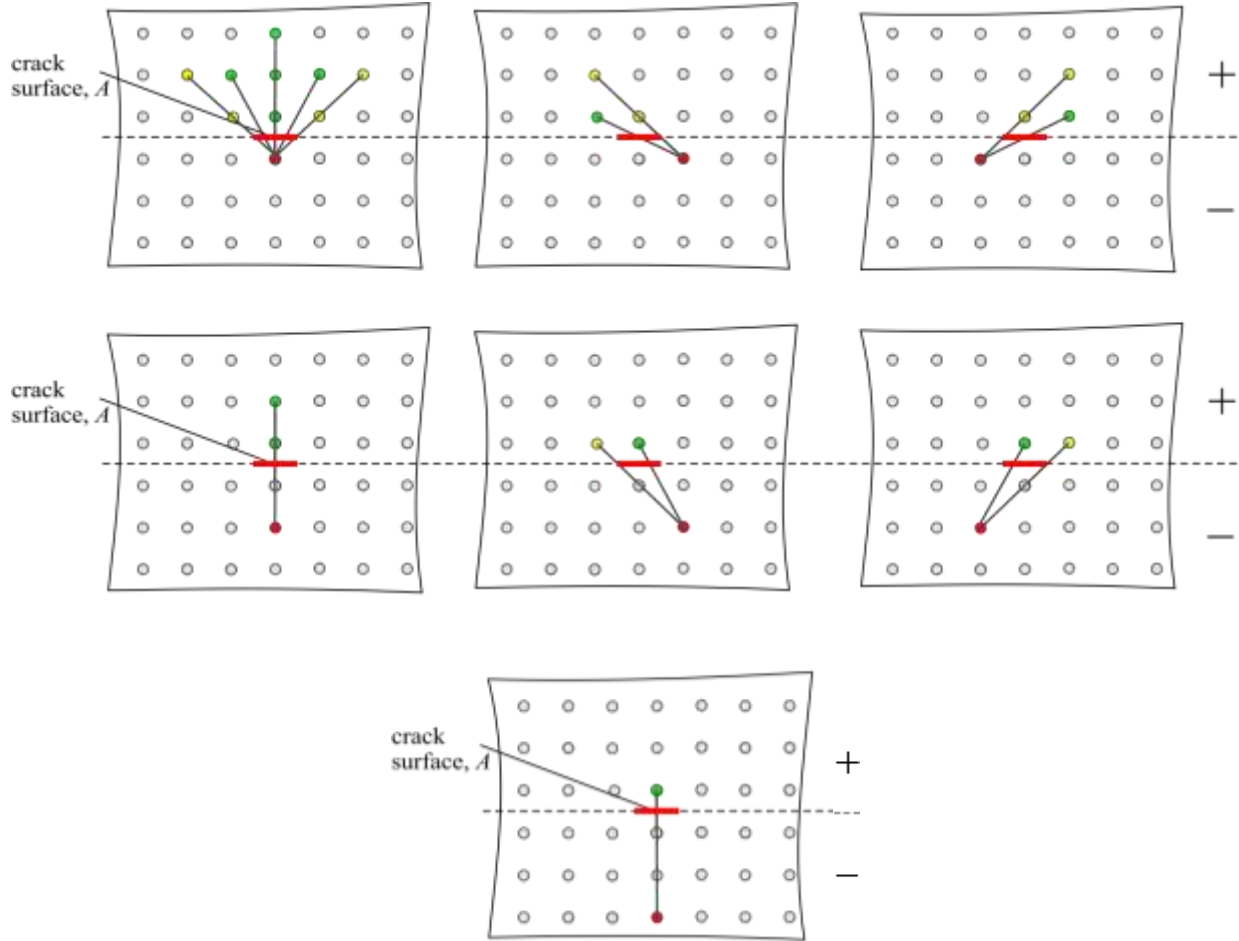 crack
surface, A
+
−
crack
surface, A
+
−
crack
surface, A
+
−